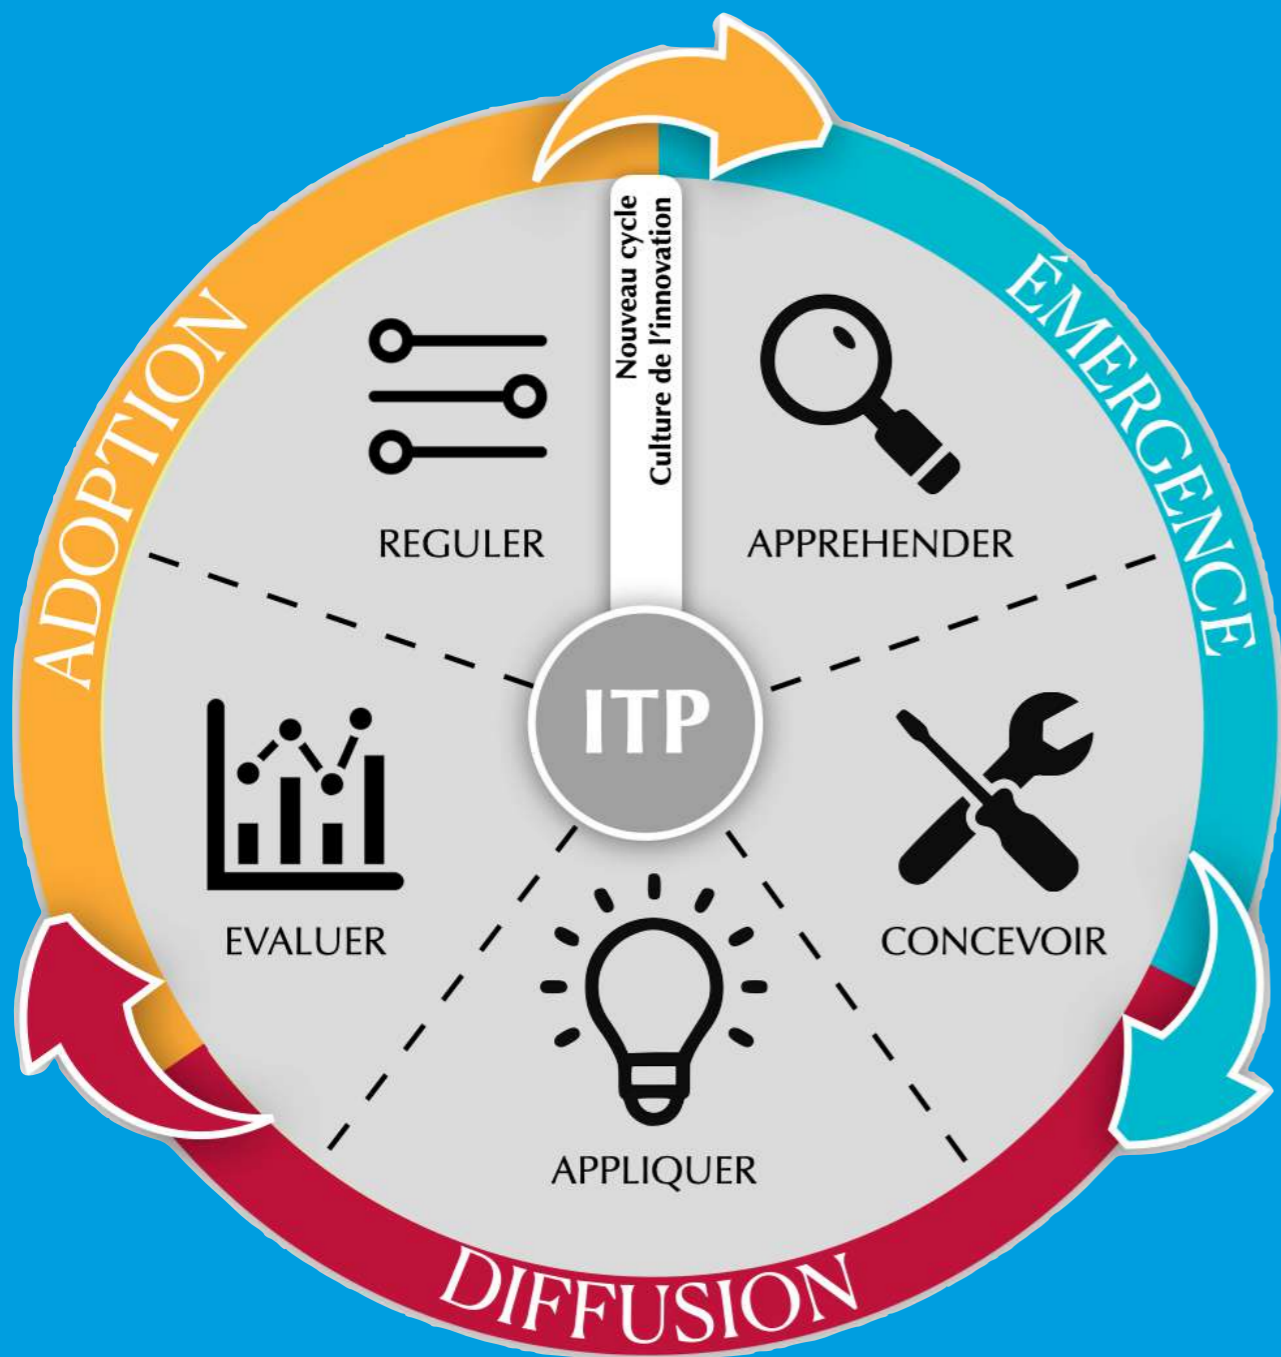 Nouveau cycle
Culture de l'innovation
ÉMERGENCE
APPREHENDER
CONCEVOIR
DIFFUSION
APPLIQUER
ADOPTION
EVALUER
REGULER
ITP